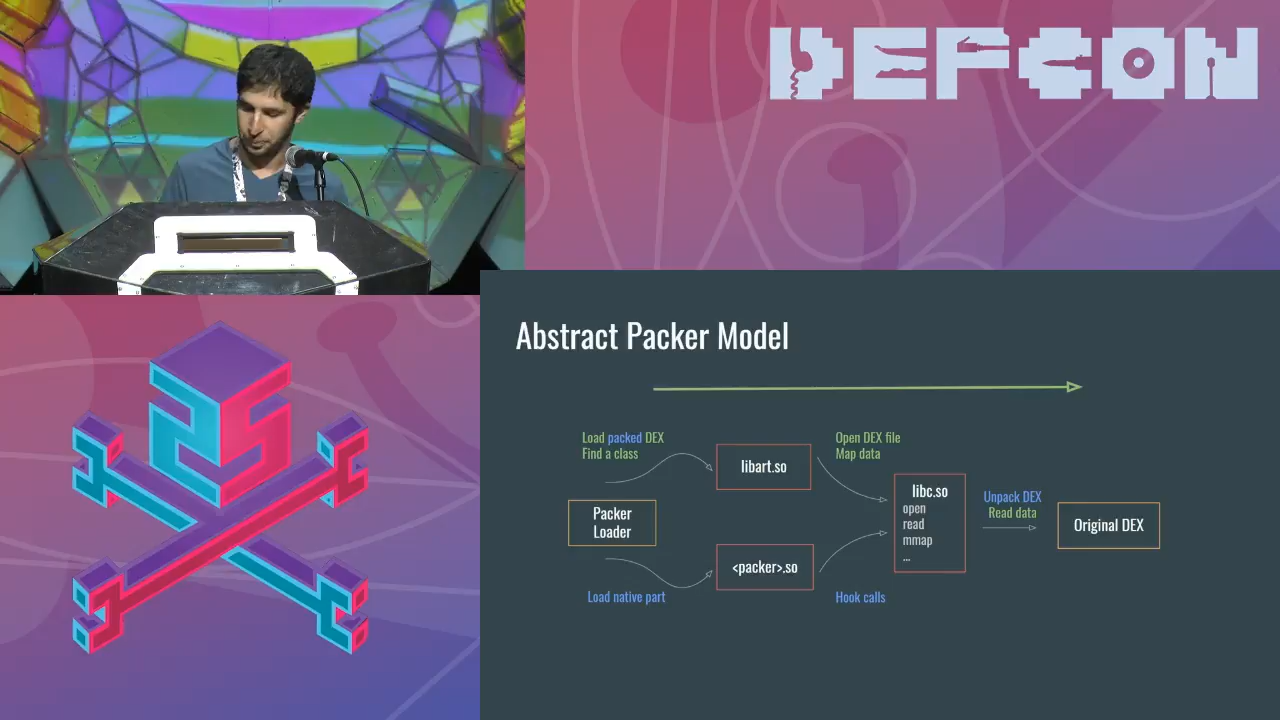 DEFCON
Abstract Packer Model
Load packed DEX
Find a class
libart.so
Open DEX file
Map data
Packer
Loader
libc.so
open
read
mmap
...
Unpack DEX
Read data
Original DEX
<packer>.so
Load native part
Hook calls
25